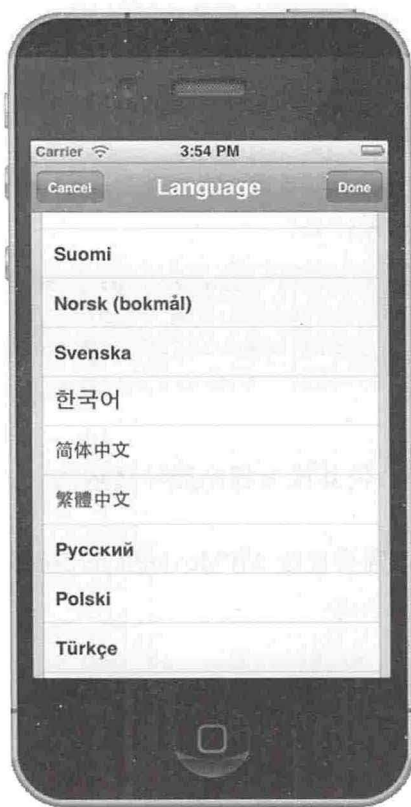 Carrier 3:54 PM
Cancel Language Done
Suomi
Norsk (bokmål)
Svenska
한국어
简体中文
繁體中文
Русский
Polski
Türkçe